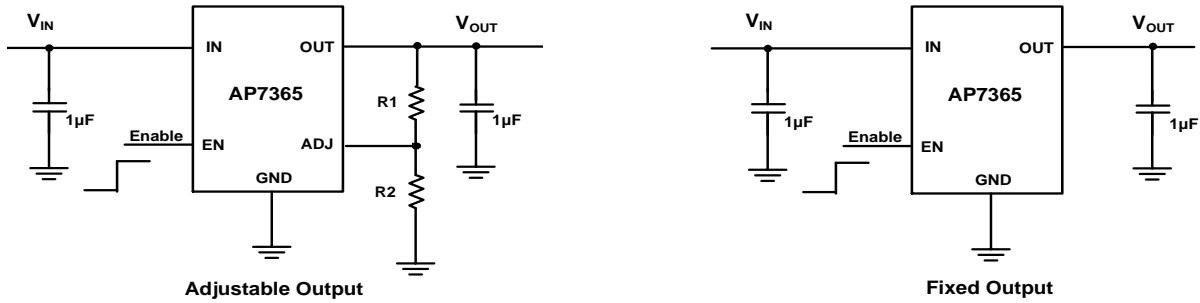 VIN
VOUT
IN
OUT
AP7365
R1
1µF
1µF
Enable
EN
ADJ
GND
R2
Adjustable Output
VIN
VOUT
IN
OUT
AP7365
1µF
1µF
Enable
EN
GND
Fixed Output